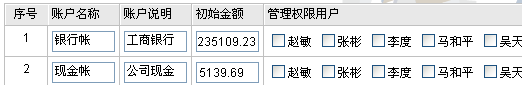 序号 账户名称 账户说明 初始金额 管理权限用户
1 银行帐 工商银行 235109.23 赵敏 张彬 李度 马和平 吴天
2 现金帐 公司现金 5139.69 赵敏 张彬 李度 马和平 吴天